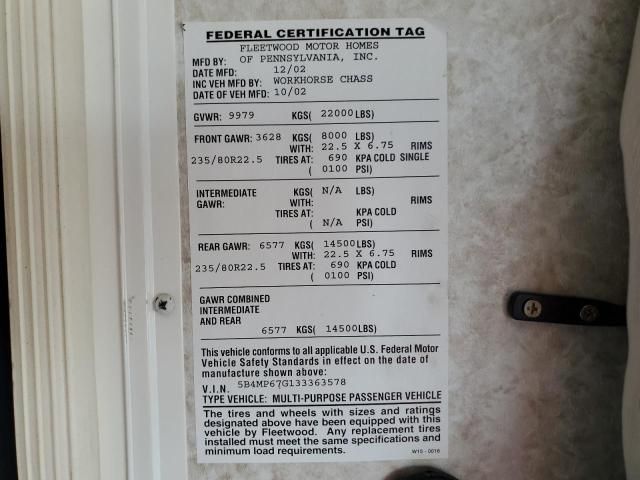 FEDERAL CERTIFICATION TAG
FLEETWOOD MOTOR HOMES
MFD BY: OF PENNSYLVANIA, INC.
DATE MFD: 12/02
INC VEH MFD BY: WORKHORSE CHASS
DATE OF VEH MFD: 10/02
GVWR: 9979 KGS( 22000 LBS)
FRONT GAWR: 3628 KGS( 8000 LBS)
WITH: 22.5 X 6.75 RIMS
235/80R22.5 TIRES AT: 690 KPA COLD SINGLE
( 0100 PSI)
INTERMEDIATE KGS( N/A LBS)
GAWR: WITH: RIMS
TIRES AT: KPA COLD
( N/A PSI)
REAR GAWR: 6577 KGS( 14500LBS)
WITH: 22.5 X 6.75 RIMS
235/80R22.5 TIRES AT: 690 KPA COLD
( 0100 PSI)
GAWR COMBINED
INTERMEDIATE
AND REAR
6577 KGS( 14500LBS)
This vehicle conforms to all applicable U.S. Federal Motor
Vehicle Safety Standards in effect on the date of
manufacture shown above:
V.I.N. 5B4MP67G133363578
TYPE VEHICLE: MULTI-PURPOSE PASSENGER VEHICLE
The tires and wheels with sizes and ratings
designated above have been equipped with this
vehicle by Fleetwood. Any replacement tires
installed must meet the same specifications and
minimum load requirements. W15 - 0016